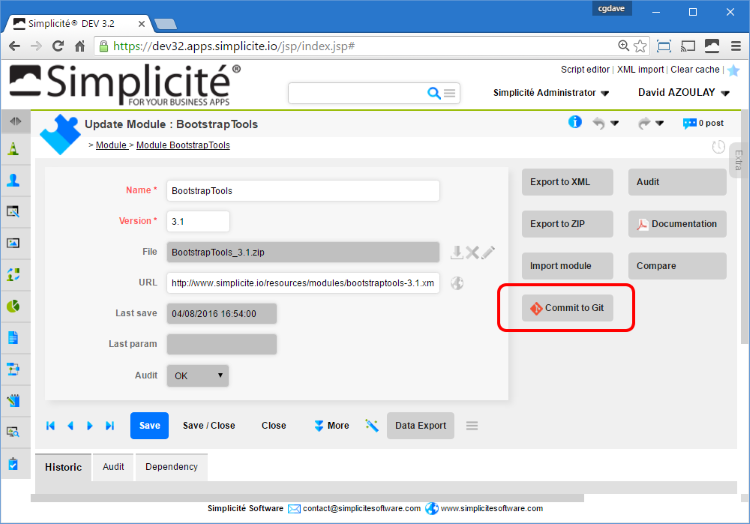 cgdave
Simplicité® DEV 3.2
https://dev32.apps.simplicite.io/jsp/index.jsp#
Script editor | XML import | Clear cache |
Simplicité®
FOR YOUR BUSINESS APPS
Simplicité Administrator
David AZOULAY
Update Module : BootstrapTools
0 post
> Module > Module BootstrapTools
Extra
Name *
BootstrapTools
Export to XML
Audit
Version *
3.1
Export to ZIP
Documentation
File
BootstrapTools_3.1.zip
Import module
Compare
URL
http://www.simplicite.io/resources/modules/bootstraptools-3.1.xm
Last save
04/08/2016 16:54:00
Commit to Git
Last param
Audit
OK
Save
Save / Close
Close
More
Data Export
Historic
Audit
Dependency
Simplicité Software contact@simplicitesoftware.com www.simplicitesoftware.com